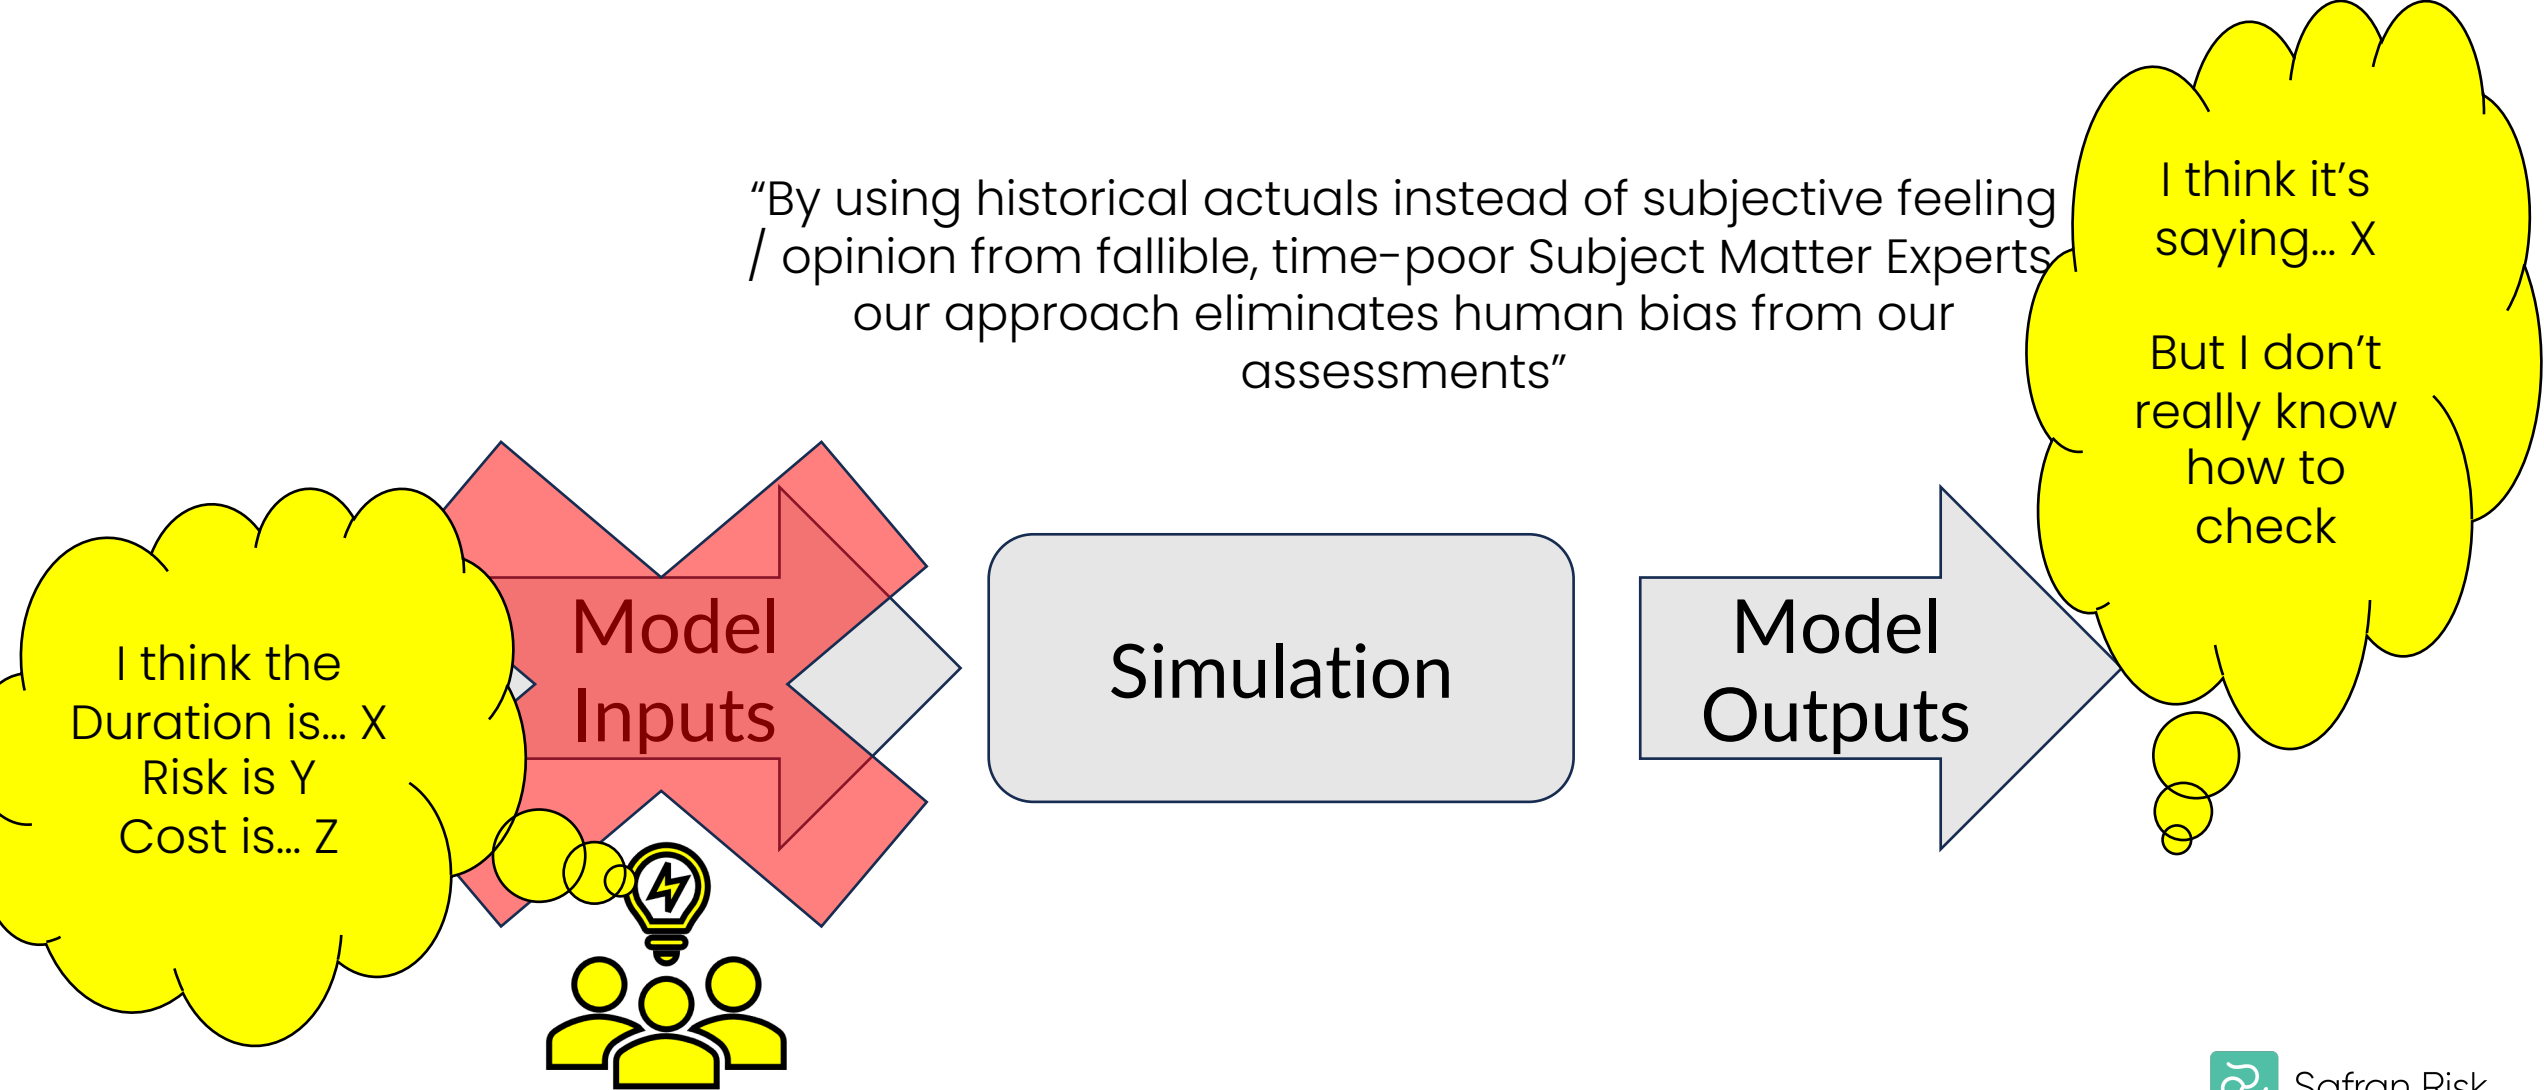 “By using historical actuals instead of subjective feeling
/ opinion from fallible, time-poor Subject Matter Experts
our approach eliminates human bias from our
assessments”
I think it’s
saying... X
But I don’t
really know
how to
check
I think the
Duration is... X
Risk is Y
Cost is... Z
Model
Inputs
Simulation
Model
Outputs
Safran Risk